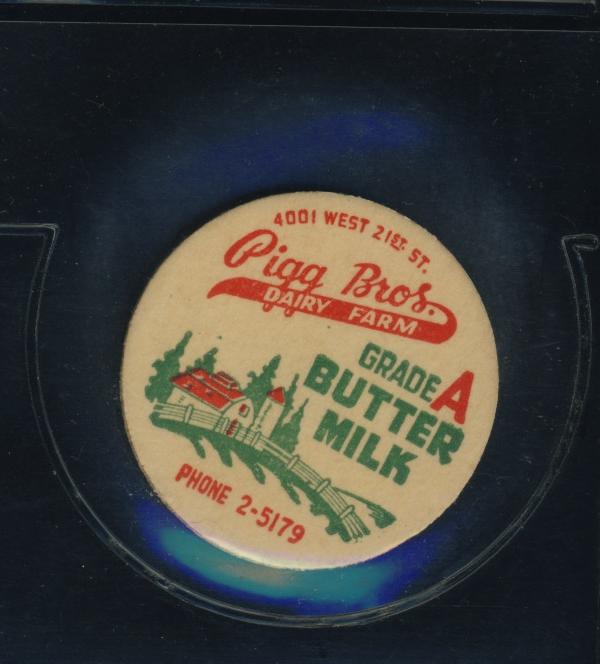 4001 WEST 21ST. ST.
Pigg Bros.
DAIRY FARM
GRADE A
BUTTER
MILK
PHONE 2-5179